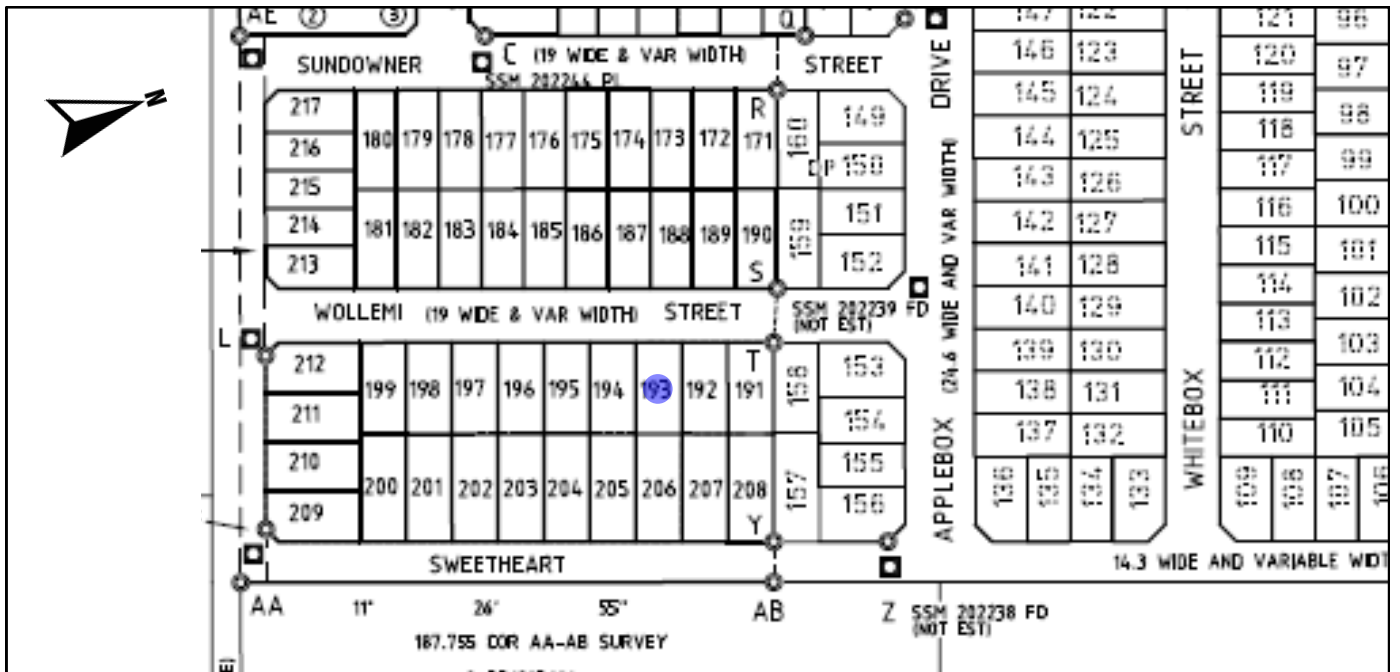 AE 2 3
Q
147 122
121 96
SUNDOWNER
C (19 WIDE & VAR WIDTH)
STREET
SSM 202244 PL
N
DRIVE
STREET
146 123
120 97
145 124
119 98
144 125
118 99
143 126
117
142 127
116 100
141 128
115 101
140 129
114 102
139 130
113 103
138 131
112 104
137 132
111 105
110
217
216
215
214
213
180 179 178 177 176 175 174 173 172 171
R
160
149
DP 150
181 182 183 184 185 186 187 188 189 190
S
159
151
152
WOLLEMI (19 WIDE & VAR WIDTH) STREET
SSM 202239 FD
(NOT EST)
APPLEBOX (24.6 WIDE AND VAR WIDTH)
WHITEBOX
L
212
211
210
209
199 198 197 196 195 194 193 192 191
T
158
153
154
200 201 202 203 204 205 206 207 208
Y
157
155
156
136 135 134 133
109 108 107
SWEETHEART
14.3 WIDE AND VARIABLE WIDT
AA 11° 26' 55" AB Z
SSM 202238 FD
(NOT EST)
187.755 COR AA-AB SURVEY